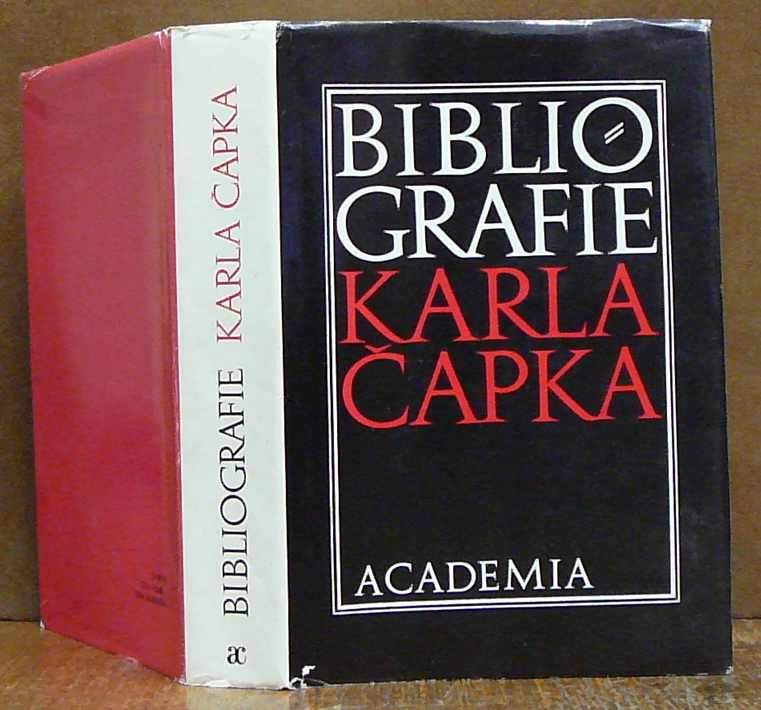 BIBLIO
GRAFIE
KARLA
ČAPKA
ACADEMIA
BIBLIOGRAFIE KARLA ČAPKA